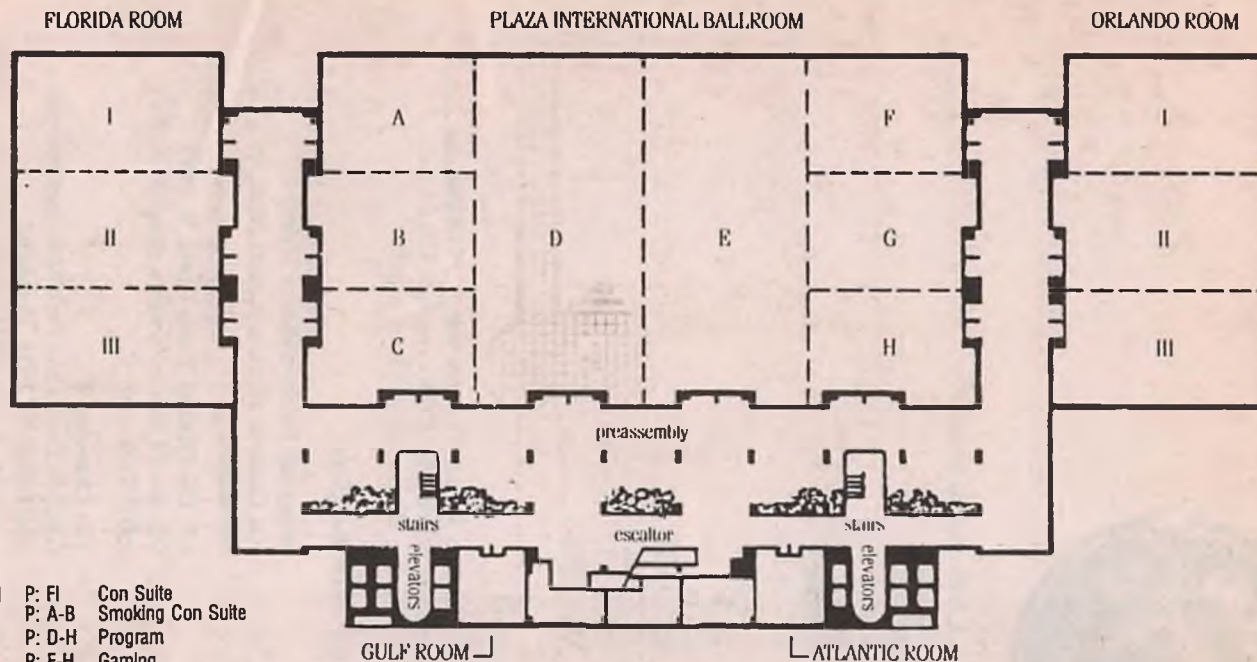 FLORIDA ROOM PLAZA INTERNATIONAL BALLROOM ORLANDO ROOM
I A F I
II B D E G II
III C H III
preassembly
stairs escaltor stairs
elevators elevators
P: FI Con Suite
P: A-B Smoking Con Suite
P: D-H Program
P: F-H Gaming
GULF ROOM ATLANTIC ROOM